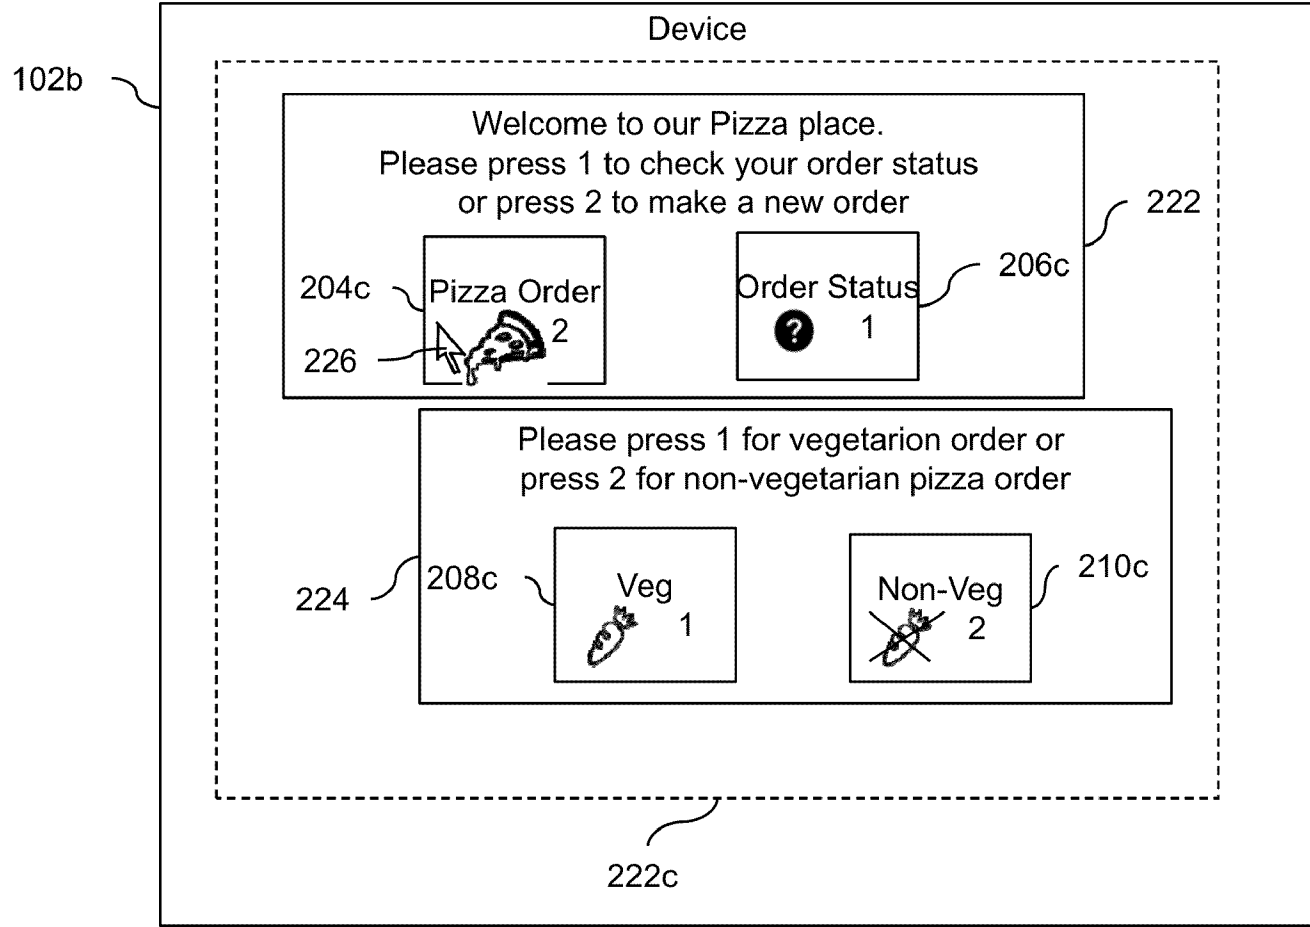 Device
102b
Welcome to our Pizza place.
Please press 1 to check your order status
or press 2 to make a new order
222
204c
Pizza Order
2
226
Order Status
? 1
206c
Please press 1 for vegetarion order or
press 2 for non-vegetarian pizza order
224
208c
Veg
1
Non-Veg
2
210c
222c